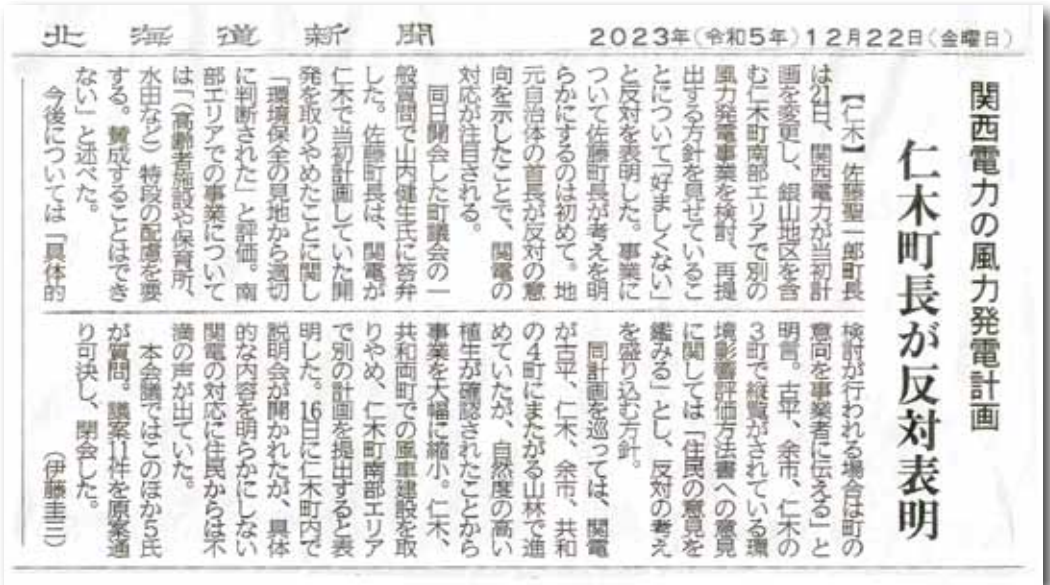 北海道新聞
2023年(令和5年)12月22日(金曜日)
関西電力の風力発電計画
仁木町長が反対表明
【仁木】佐藤聖一郎町長
は21日、関西電力が当初計
画を変更し、銀山地区を含
む仁木町南部エリアで別の
風力発電事業を検討、再提
出する方針を見せているこ
とについて「好ましくない」
と反対を表明した。事業に
ついて佐藤町長が考えを明
らかにするのは初めて。地
元自治体の首長が反対の意
向を示したことで、関電の
対応が注目される。
同日開会した町議会の一
般質問で山内健生氏に答弁
した。佐藤町長は、関電が
仁木で当初計画していた開
発を取りやめたことに関し
「環境保全の見地から適切
に判断された」と評価。南
部エリアでの事業について
は「(高齢者施設や保育所、
水田など)特段の配慮を要
する。賛成することはでき
ない」と述べた。
今後については「具体的
検討が行われる場合は町の
意向を事業者に伝える」と
明言。古平、余市、仁木の
3町で縦覧がされている環
境影響評価方法書への意見
に関しては「住民の意見を
鑑みる」とし、反対の考え
を盛り込む方針。
同計画を巡っては、関電
が古平、仁木、余市、共和
の4町にまたがる山林で進
めていたが、自然度の高い
植生が確認されたことから
事業を大幅に縮小。仁木、
共和両町での風車建設を取
りやめ、仁木町南部エリア
で別の計画を提出すると表
明した。16日に仁木町内で
説明会が開かれたが、具体
的な内容を明らかにしない
関電の対応に住民からは不
満の声が出ていた。
本会議ではこのほか5氏
が質問。議案11件を原案通
り可決し、閉会した。
(伊藤圭三)